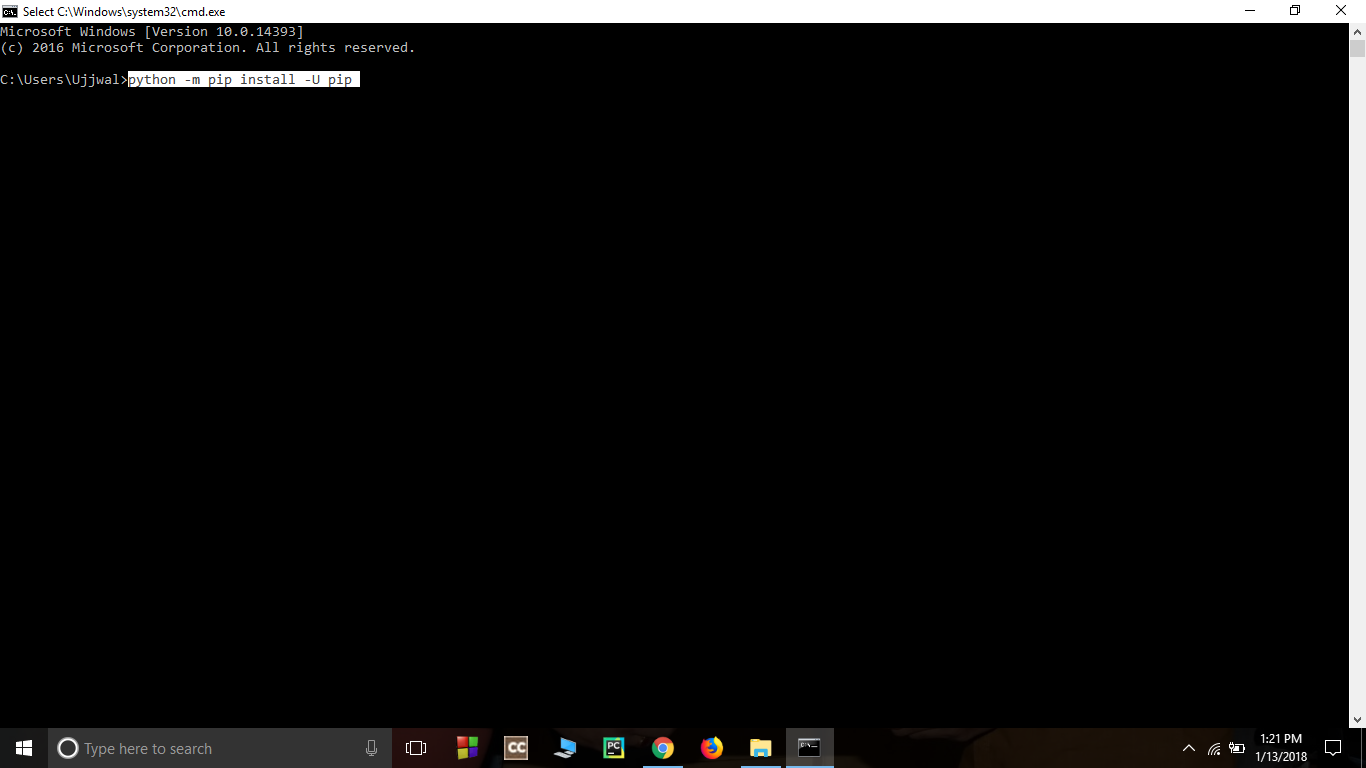 Select C:\Windows\system32\cmd.exe
Microsoft Windows [Version 10.0.14393]
(c) 2016 Microsoft Corporation. All rights reserved.
C:\Users\Ujjwal>python -m pip install -U pip
Type here to search
CC
PC
1:21 PM
1/13/2018